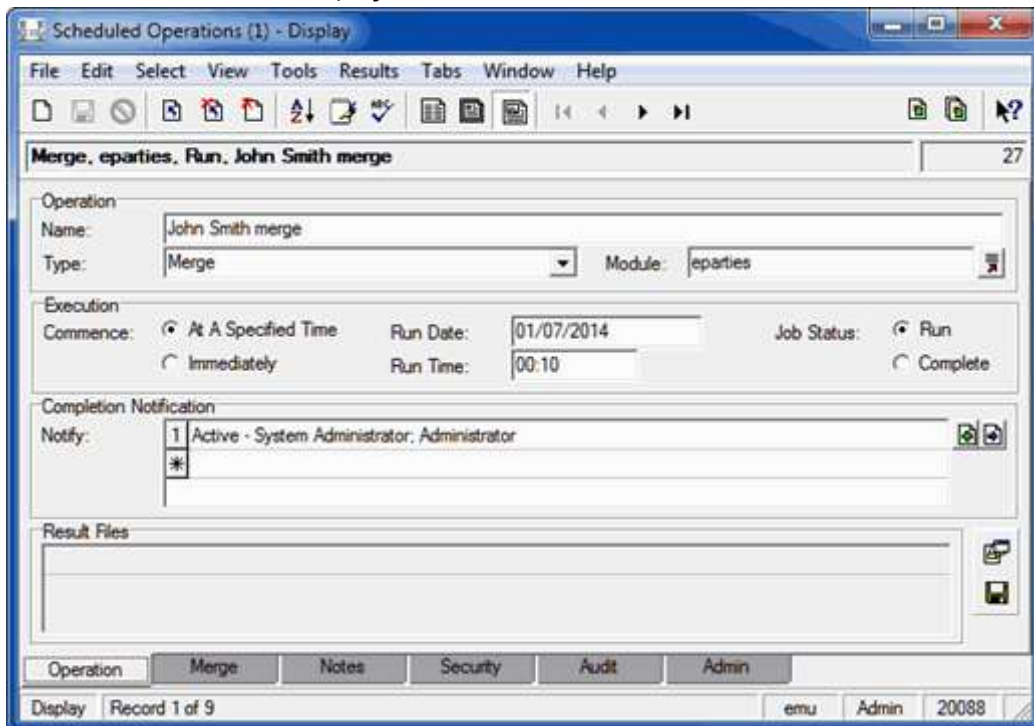 Scheduled Operations (1) - Display
File Edit Select View Tools Results Tabs Window Help
Merge, eparties, Run, John Smith merge 27
Operation
Name: John Smith merge
Type: Merge Module: eparties
Execution
Commence: At A Specified Time Run Date: 01/07/2014 Job Status: Run
Immediately Run Time: 00:10 Complete
Completion Notification
Notify: 1 Active - System Administrator; Administrator
Result Files
Operation Merge Notes Security Audit Admin
Display Record 1 of 9 emu Admin 20088